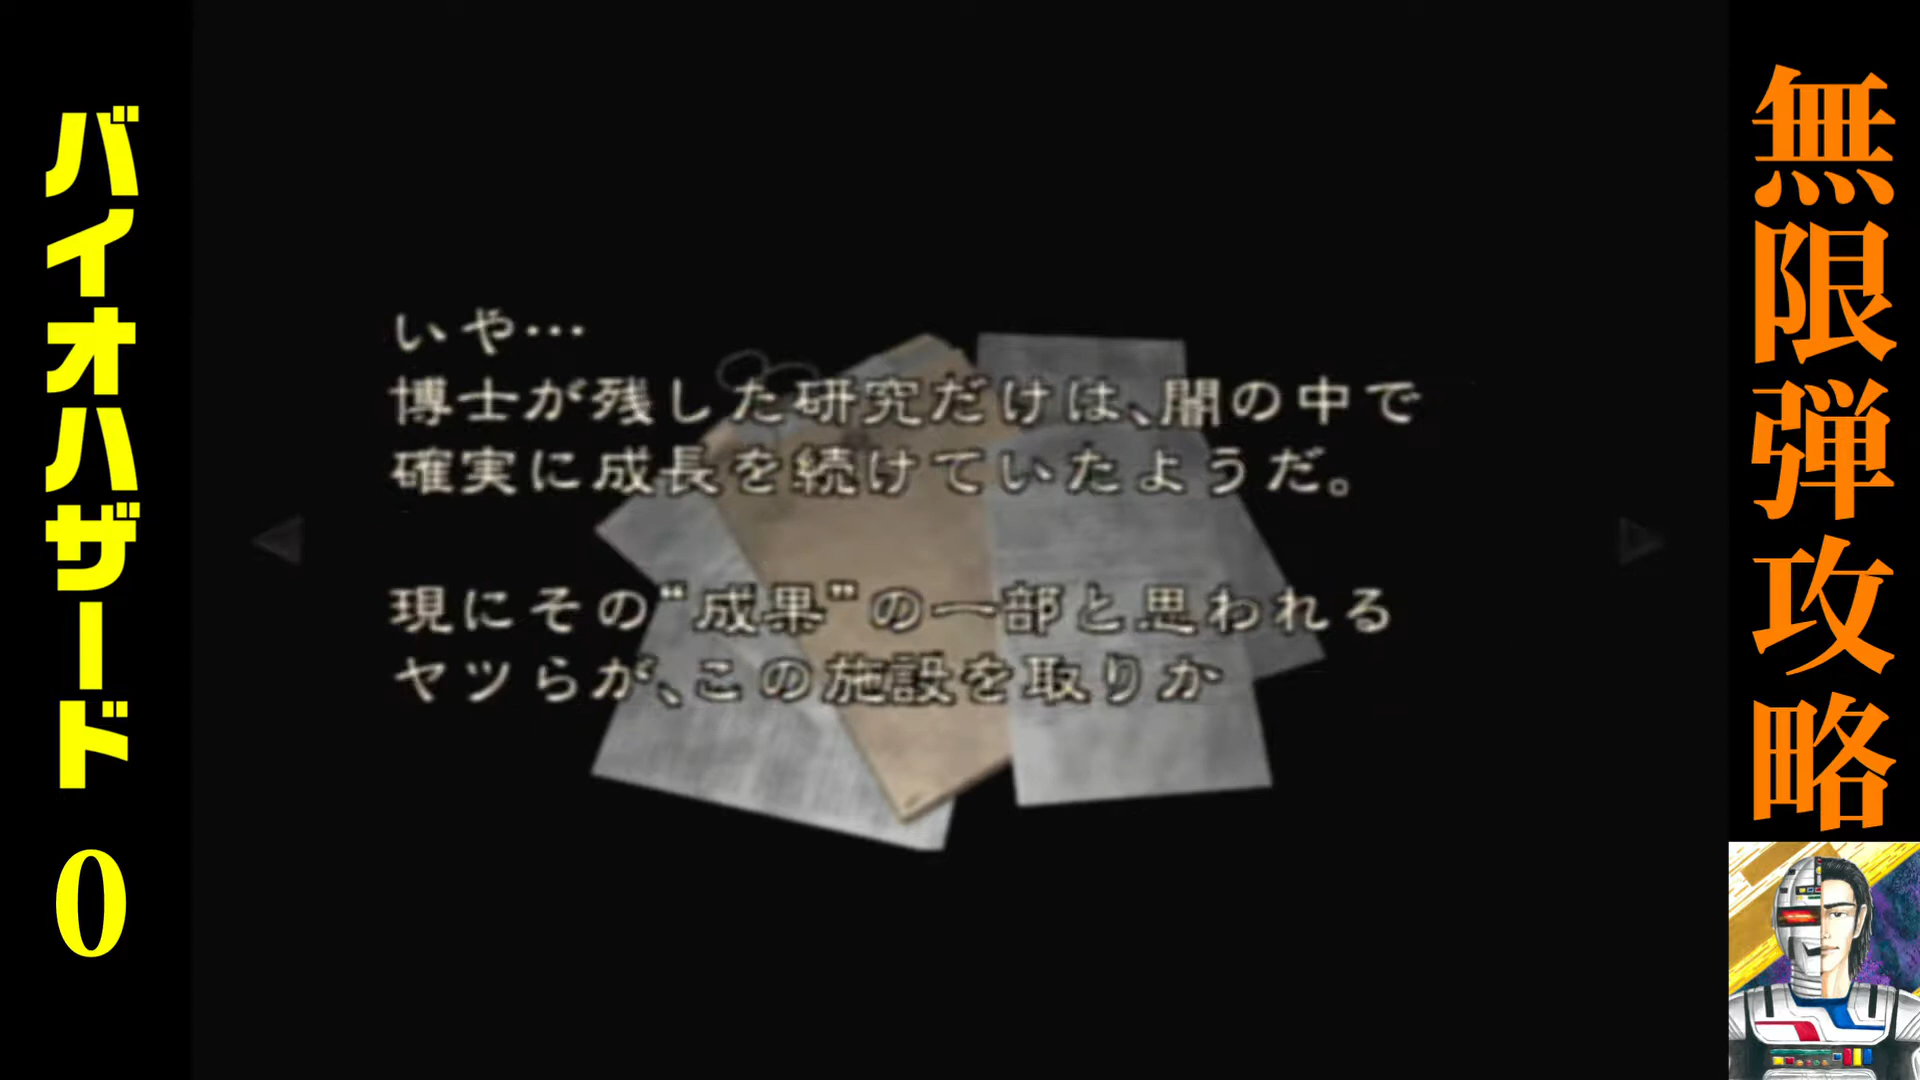 バイオハザード 0
いや…
博士が残した研究だけは、闇の中で
確実に成長を続けていたようだ。
現にその“成果”の一部と思われる
ヤツらが、この施設を取りか
無限弾攻略